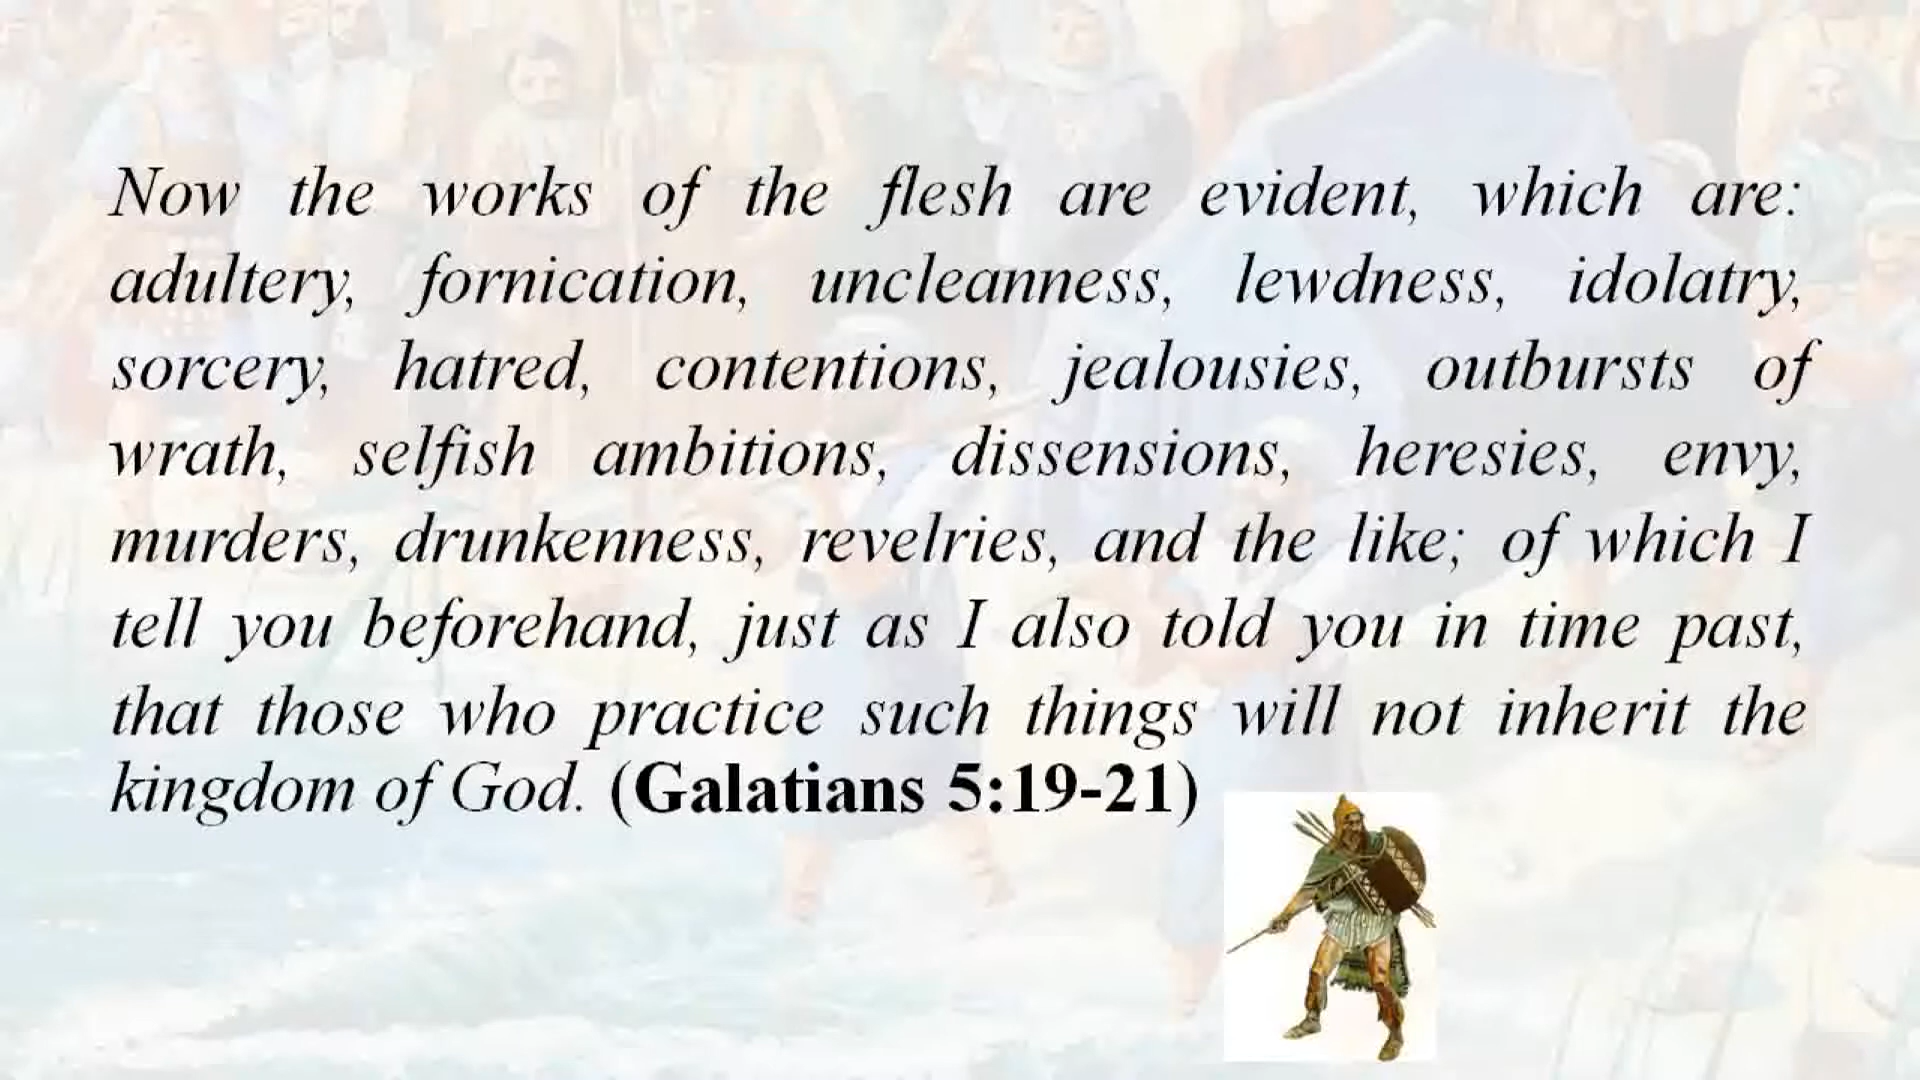 Now the works of the flesh are evident, which are:
adultery, fornication, uncleanness, lewdness, idolatry,
sorcery, hatred, contentions, jealousies, outbursts of
wrath, selfish ambitions, dissensions, heresies, envy,
murders, drunkenness, revelries, and the like; of which I
tell you beforehand, just as I also told you in time past,
that those who practice such things will not inherit the
kingdom of God. (Galatians 5:19-21)